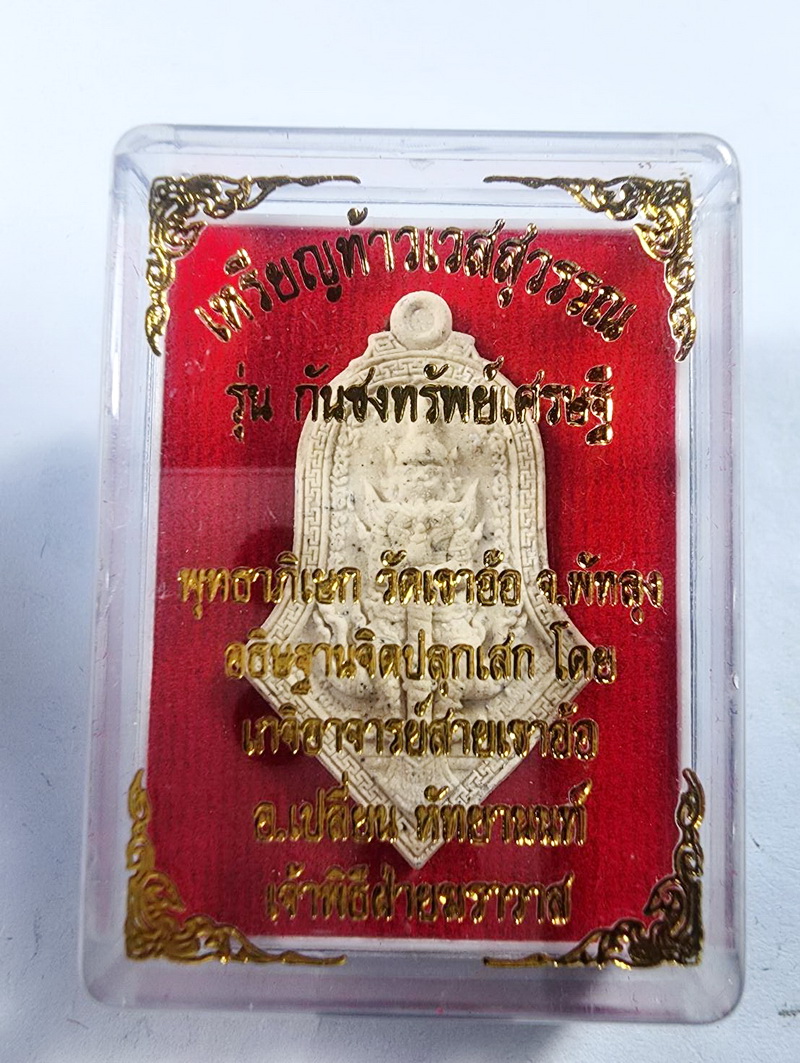 เหรียญท้าวเวสสุวรรณ
รุ่น กันชงทรัพย์เศรษฐี
พุทธาภิเษก วัดเขาอ้อ จ.พัทลุง
อธิษฐานจิตปลุกเสก โดย
เกจิอาจารย์สายเขาอ้อ
อ.เปลี่ยน หัทยานนท์
เจ้าพิธีฝ่ายฆราวาส